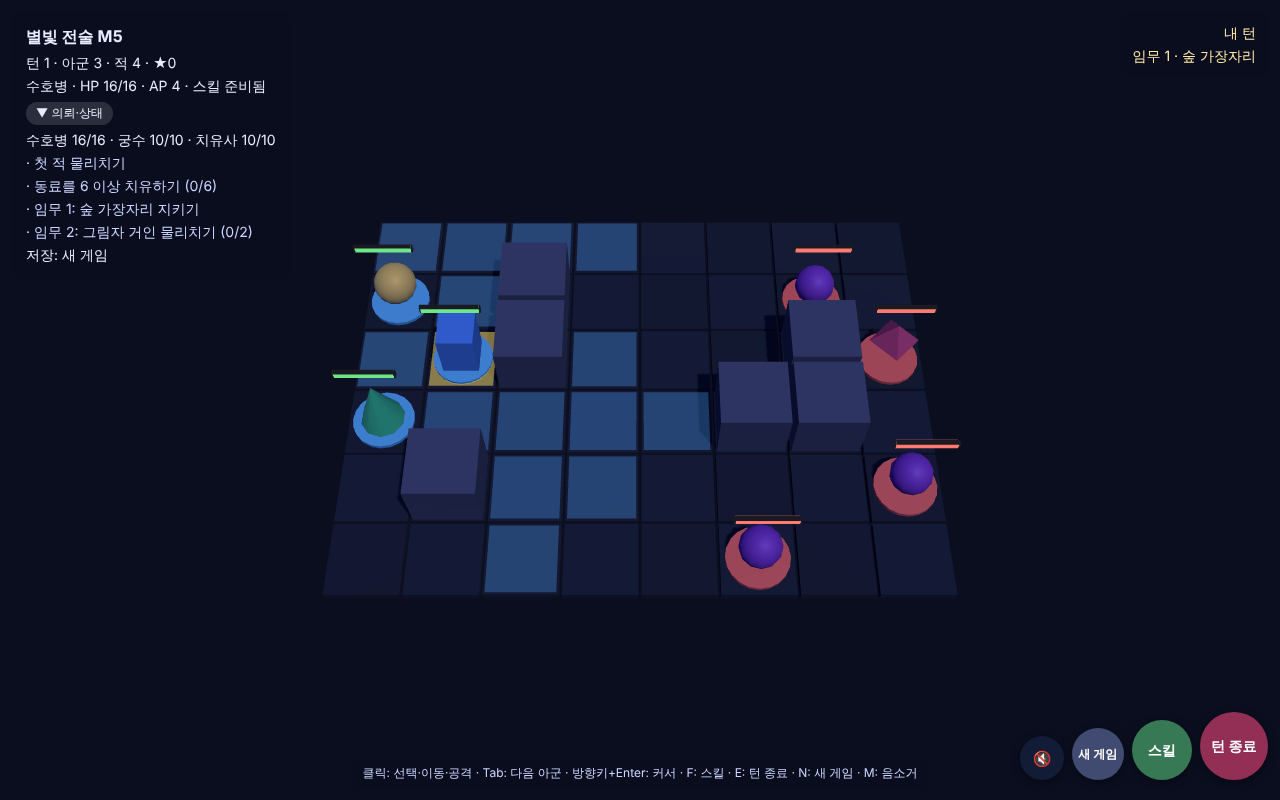 별빛 전술 M5
턴 1 · 아군 3 · 적 4 · ★0
수호병 · HP 16/16 · AP 4 · 스킬 준비됨
▼ 의뢰·상태
수호병 16/16 · 궁수 10/10 · 치유사 10/10
· 첫 적 물리치기
· 동료를 6 이상 치유하기 (0/6)
· 임무 1: 숲 가장자리 지키기
· 임무 2: 그림자 거인 물리치기 (0/2)
저장: 새 게임
내 턴
임무 1 · 숲 가장자리
새 게임
스킬
턴 종료
클릭: 선택·이동·공격 · Tab: 다음 아군 · 방향키+Enter: 커서 · F: 스킬 · E: 턴 종료 · N: 새 게임 · M: 음소거